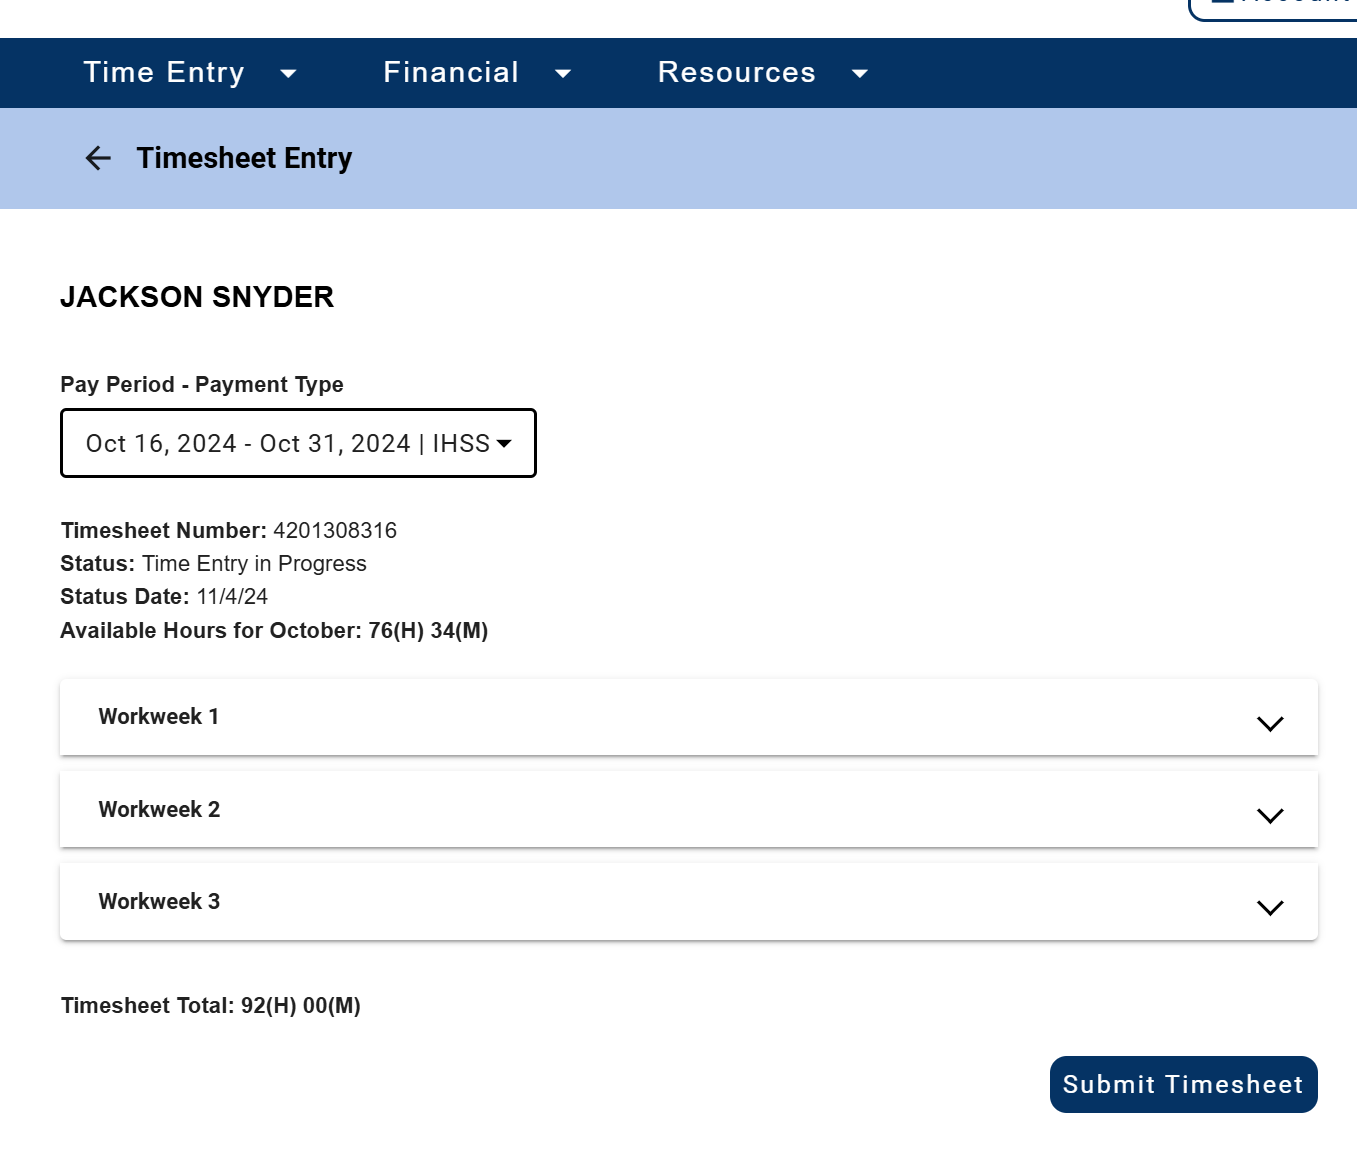 Time Entry Financial Resources
Timesheet Entry
JACKSON SNYDER
Pay Period - Payment Type
Oct 16, 2024 - Oct 31, 2024 | IHSS
Timesheet Number: 4201308316
Status: Time Entry in Progress
Status Date: 11/4/24
Available Hours for October: 76(H) 34(M)
Workweek 1
Workweek 2
Workweek 3
Timesheet Total: 92(H) 00(M)
Submit Timesheet